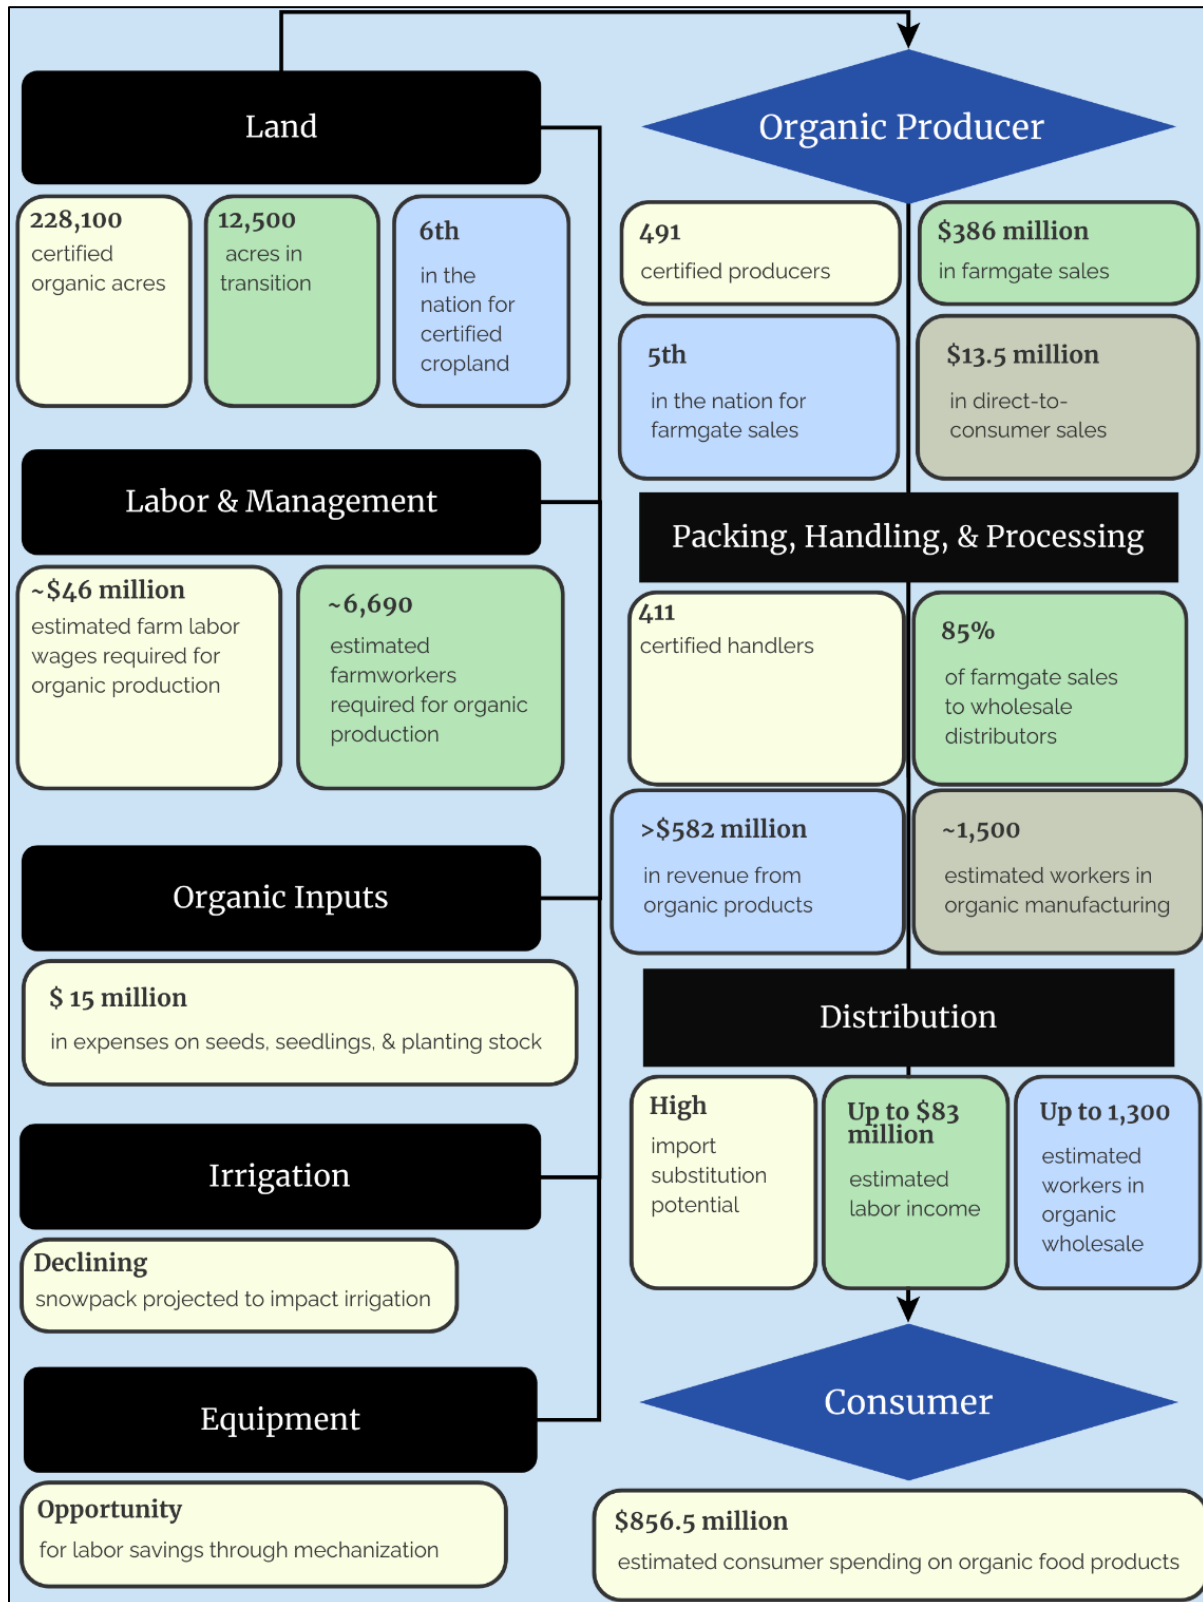 Land
228,100
certified
organic acres
12,500
acres in
transition
6th
in the
nation for
certified
cropland
Labor & Management
~$46 million
estimated farm labor
wages required for
organic production
~6,690
estimated
farmworkers
required for organic
production
Organic Inputs
$ 15 million
in expenses on seeds, seedlings, & planting stock
Irrigation
Declining
snowpack projected to impact irrigation
Equipment
Opportunity
for labor savings through mechanization
Organic Producer
491
certified producers
$386 million
in farmgate sales
5th
in the nation for
farmgate sales
$13.5 million
in direct-to-
consumer sales
Packing, Handling, & Processing
411
certified handlers
85%
of farmgate sales
to wholesale
distributors
>$582 million
in revenue from
organic products
~1,500
estimated workers in
organic manufacturing
Distribution
High
import
substitution
potential
Up to $83
million
estimated
labor income
Up to 1,300
estimated
workers in
organic
wholesale
Consumer
$856.5 million
estimated consumer spending on organic food products